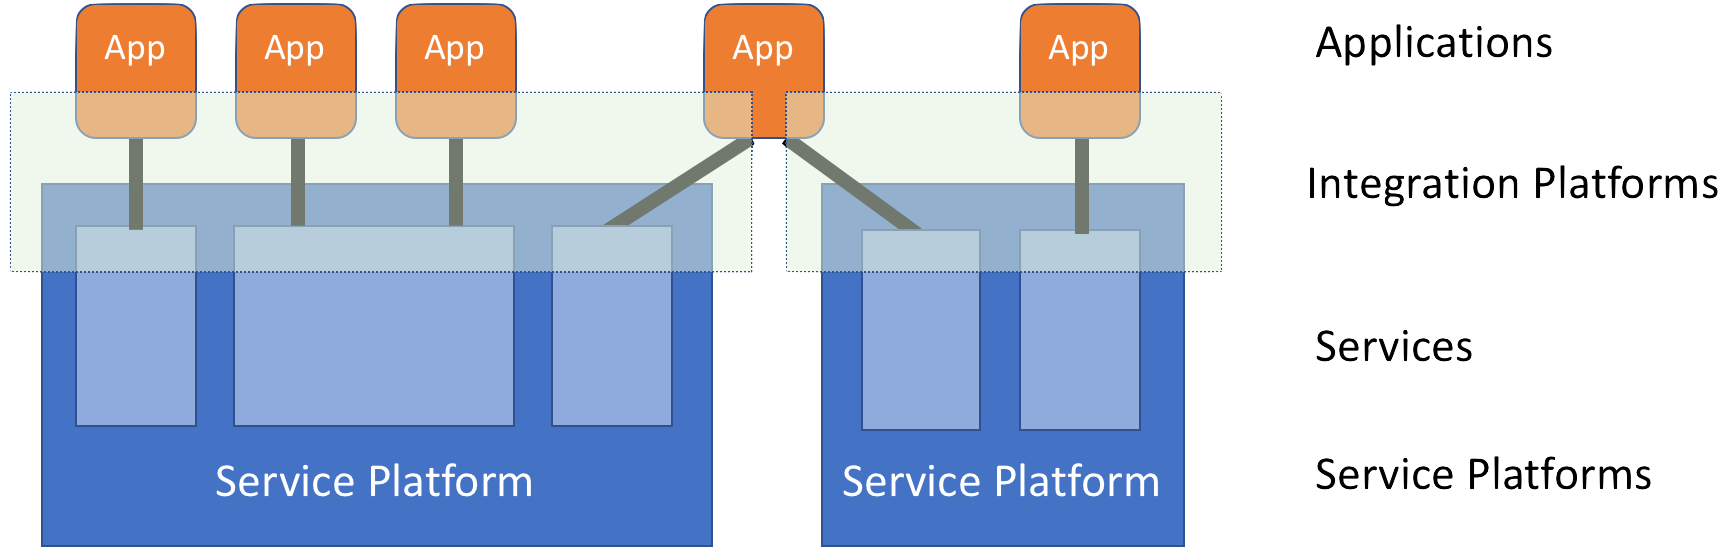 App
App
App
App
App
Applications
Integration Platforms
Services
Service Platform
Service Platform
Service Platforms